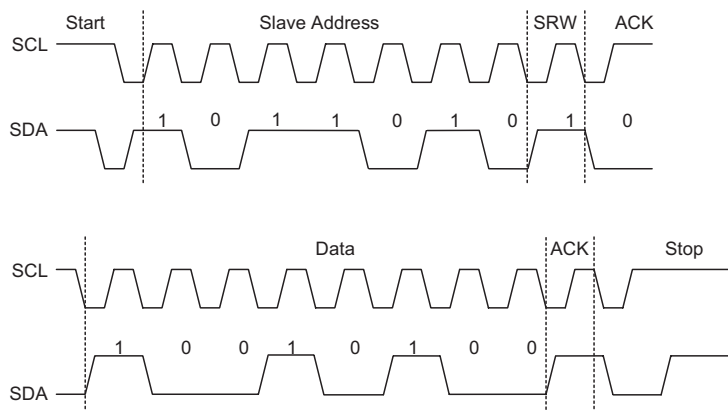 Start Slave Address SRW ACK
SCL
1 0 1 1 0 1 0 1 0
SDA
Data ACK Stop
SCL
1 0 0 1 0 1 0 0
SDA